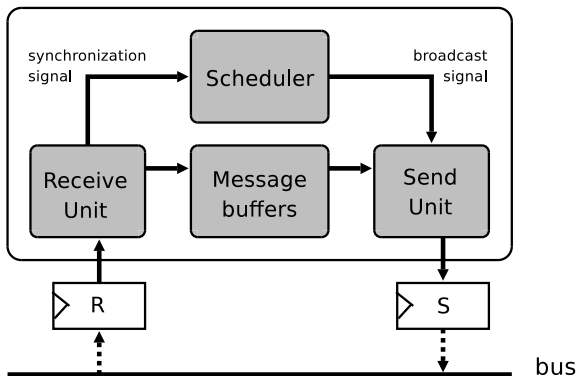 synchronization
signal
Scheduler
broadcast
signal
Receive
Unit
Message
buffers
Send
Unit
R
S
bus